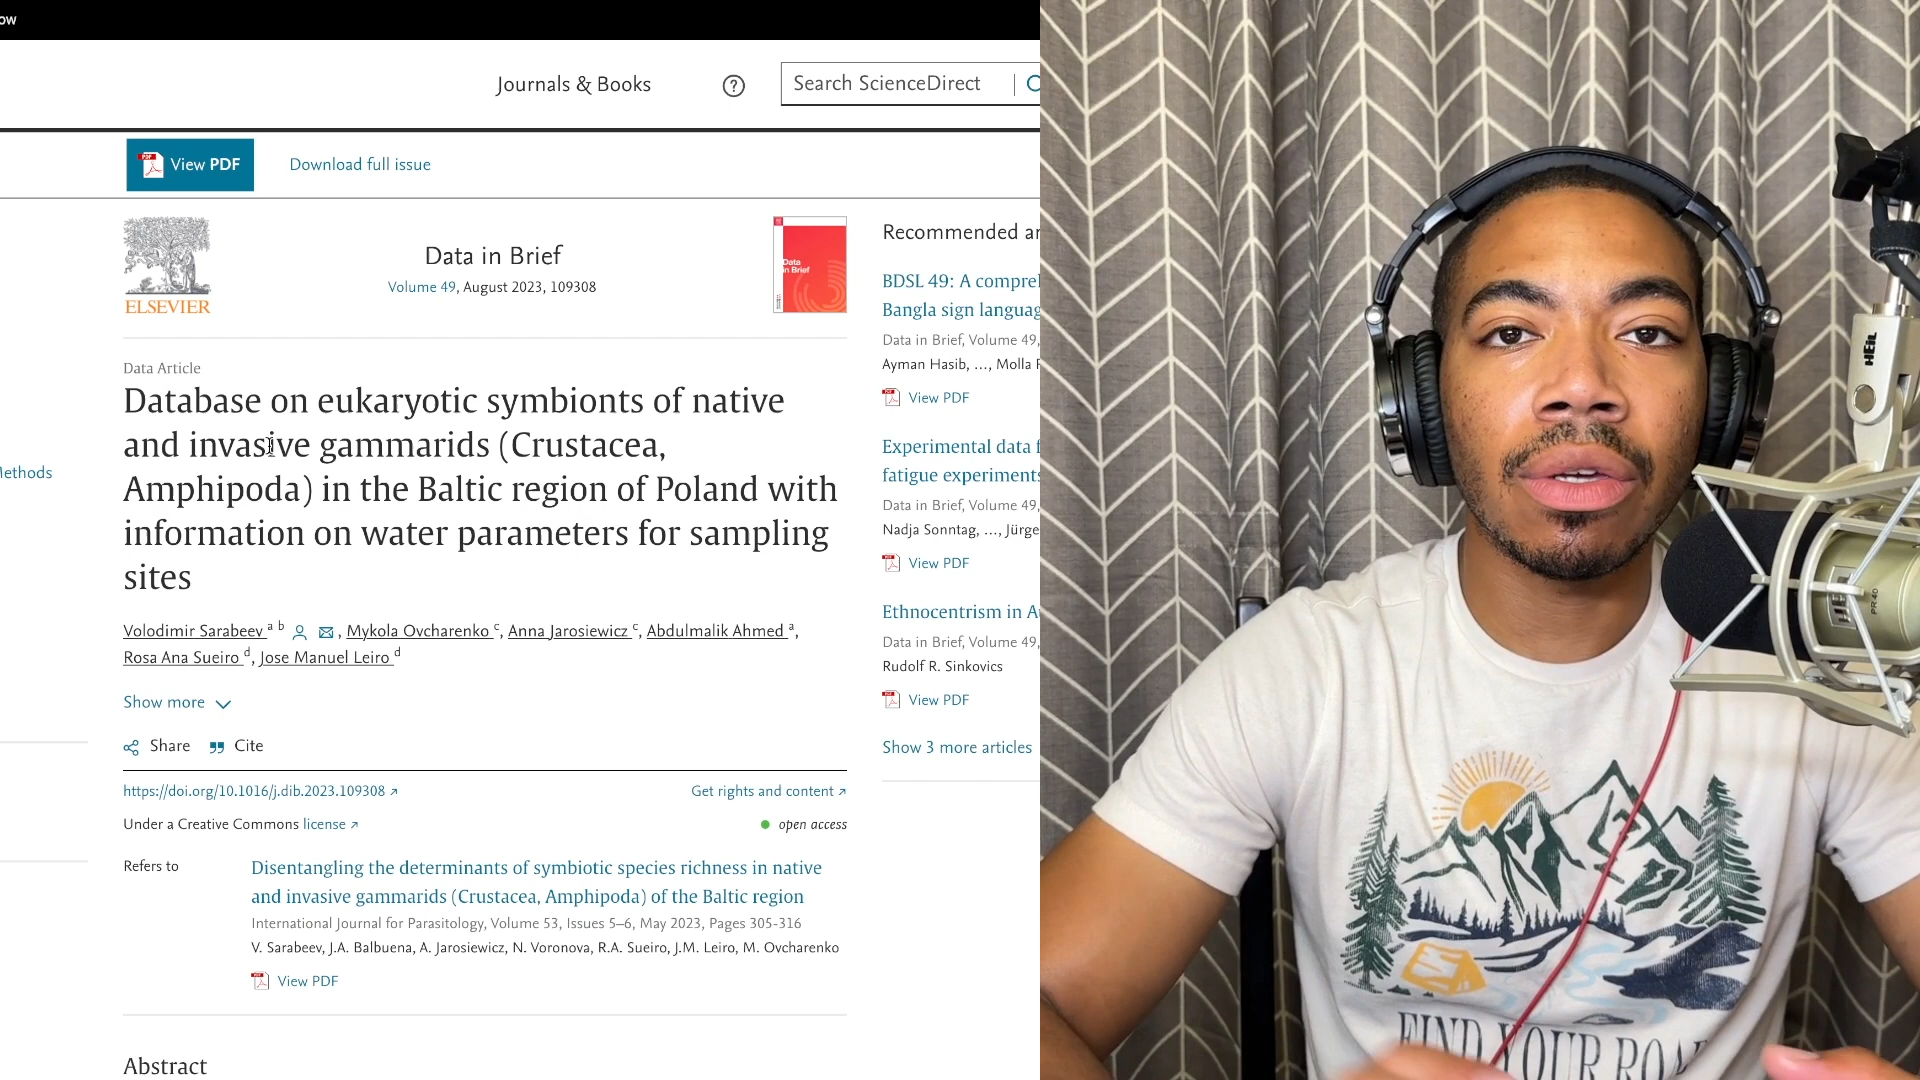 ow
Journals & Books
Search ScienceDirect
View PDF
Download full issue
ELSEVIER
Data in Brief
Volume 49, August 2023, 109308
Data
in Brief
Data Article
Database on eukaryotic symbionts of native
and invasive gammarids (Crustacea,
Amphipoda) in the Baltic region of Poland with
information on water parameters for sampling
sites
Volodimir Sarabeev a b, Mykola Ovcharenko c, Anna Jarosiewicz c, Abdulmalik Ahmed a,
Rosa Ana Sueiro d, Jose Manuel Leiro d
Show more
Share Cite
https://doi.org/10.1016/j.dib.2023.109308
Get rights and content
Under a Creative Commons license
open access
Refers to
Disentangling the determinants of symbiotic species richness in native
and invasive gammarids (Crustacea, Amphipoda) of the Baltic region
International Journal for Parasitology, Volume 53, Issues 5–6, May 2023, Pages 305-316
V. Sarabeev, J.A. Balbuena, A. Jarosiewicz, N. Voronova, R.A. Sueiro, J.M. Leiro, M. Ovcharenko
View PDF
Abstract
ethods
Recommended ar
BDSL 49: A compre
Bangla sign languag
Data in Brief, Volume 49,
Ayman Hasib, …, Molla
View PDF
Experimental data f
fatigue experiments
Data in Brief, Volume 49,
Nadja Sonntag, …, Jürge
View PDF
Ethnocentrism in A
Data in Brief, Volume 49,
Rudolf R. Sinkovics
View PDF
Show 3 more articles
HEiL
PR 40
FIND YOUR ROA